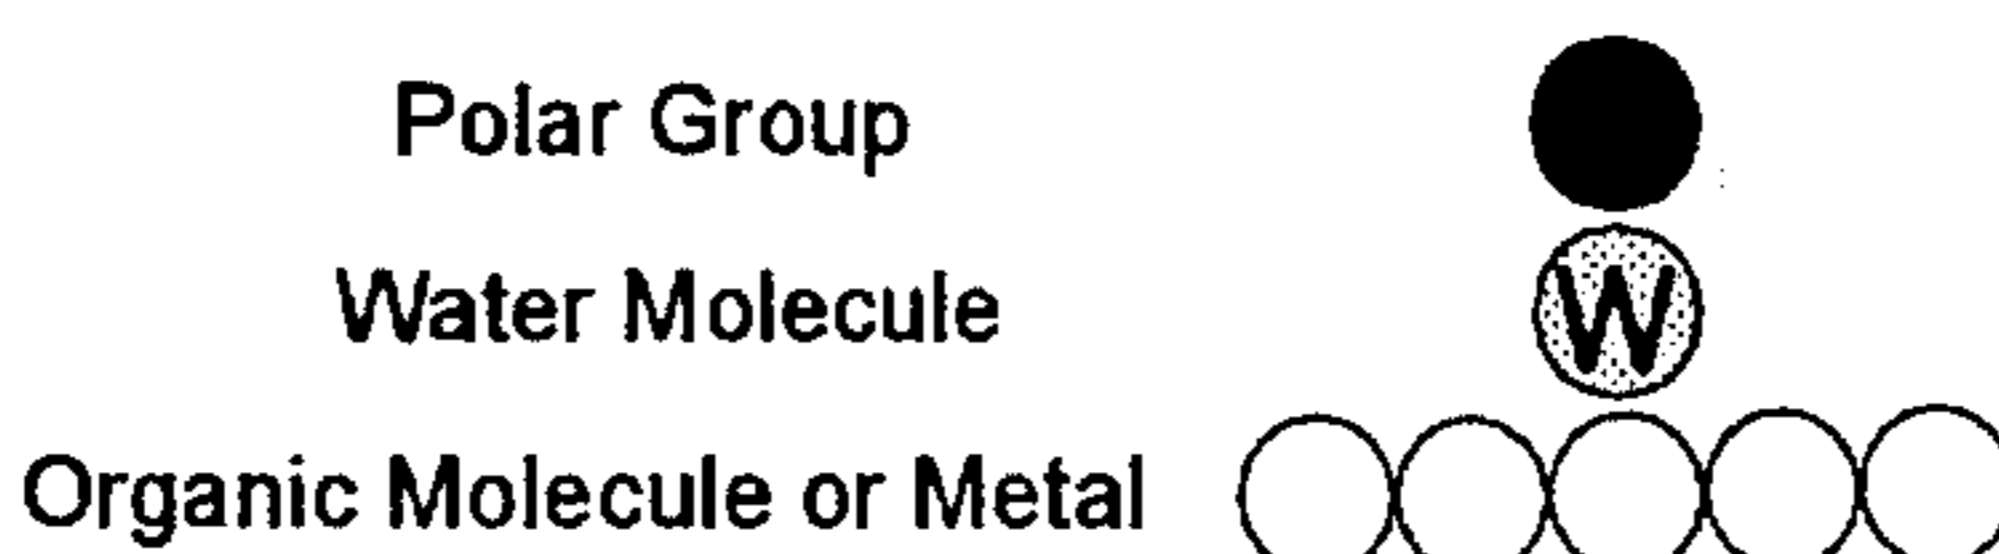 Polar Group
Water Molecule
W
Organic Molecule or Metal